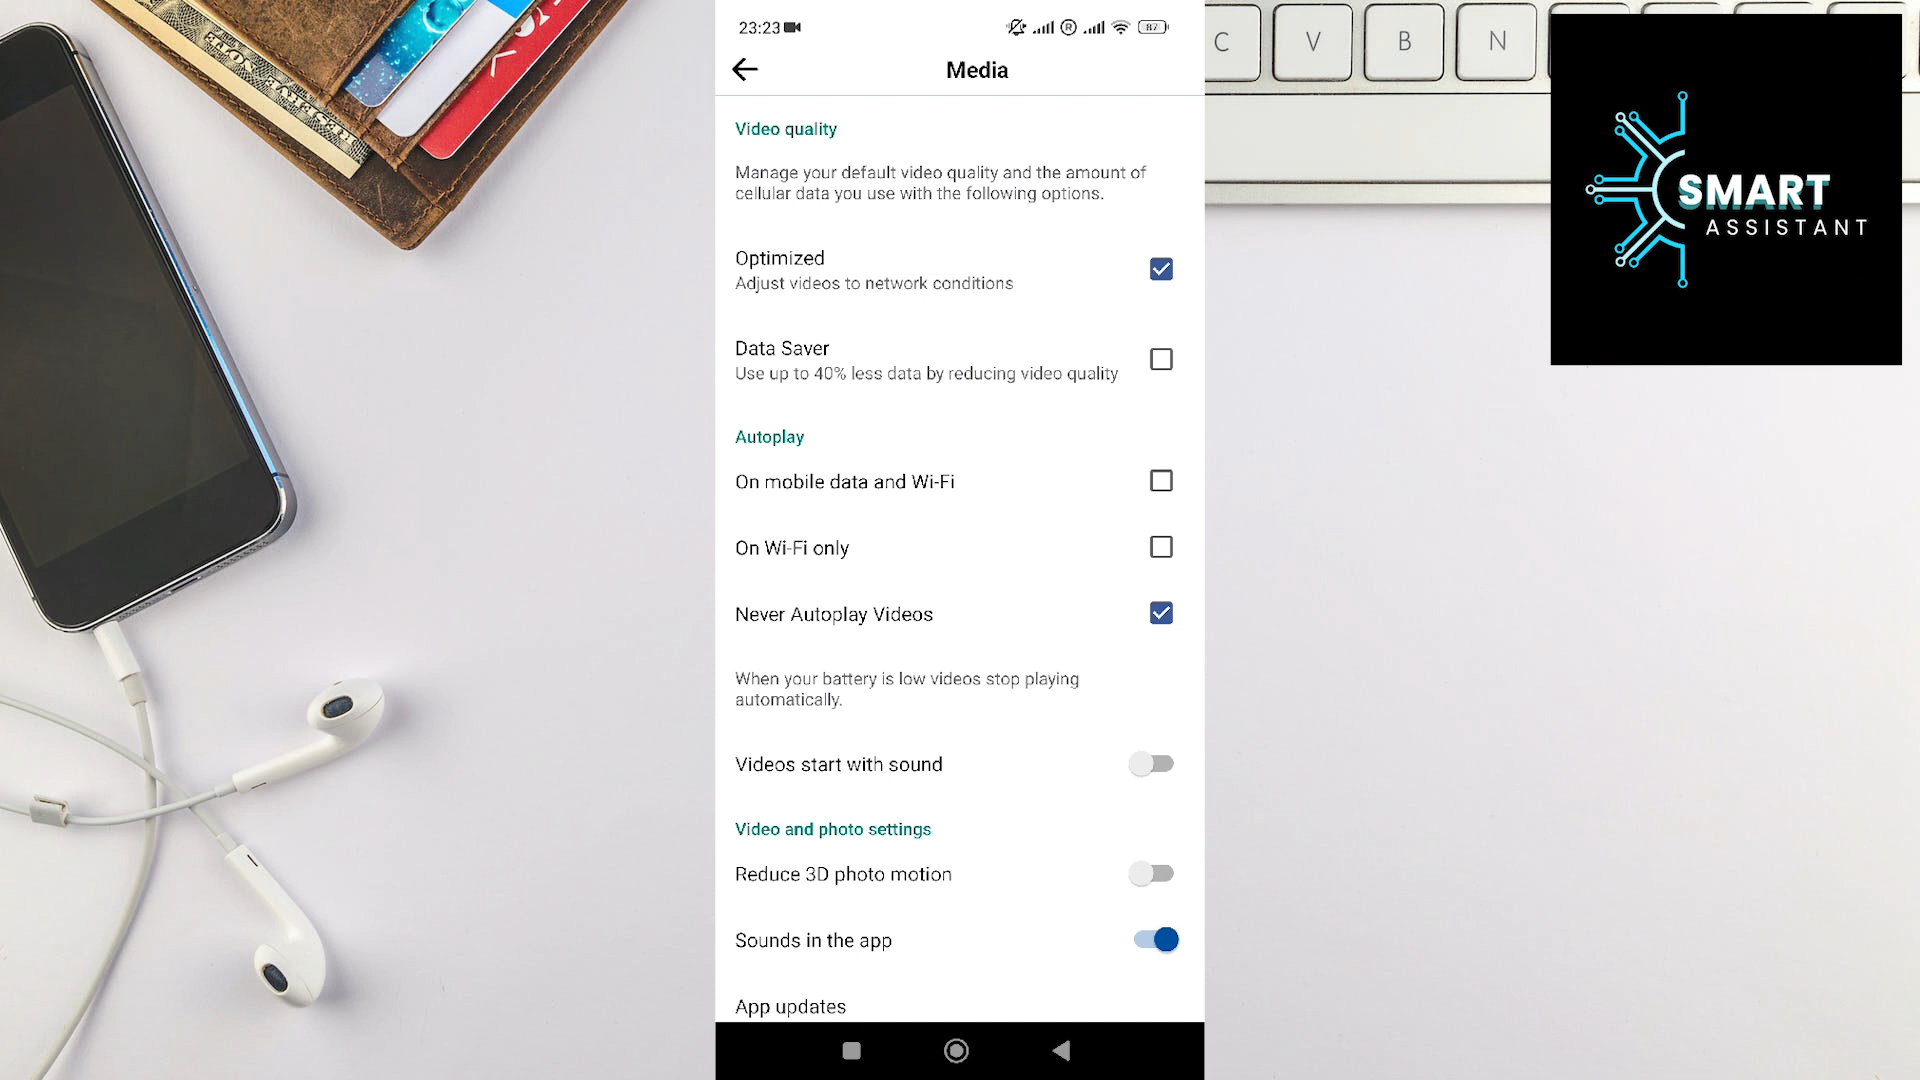 23:23
R
87
Media
Video quality
Manage your default video quality and the amount of
cellular data you use with the following options.
Optimized
Adjust videos to network conditions
Data Saver
Use up to 40% less data by reducing video quality
Autoplay
On mobile data and Wi-Fi
On Wi-Fi only
Never Autoplay Videos
When your battery is low videos stop playing
automatically.
Videos start with sound
Video and photo settings
Reduce 3D photo motion
Sounds in the app
App updates
C V B N
SMART
ASSISTANT